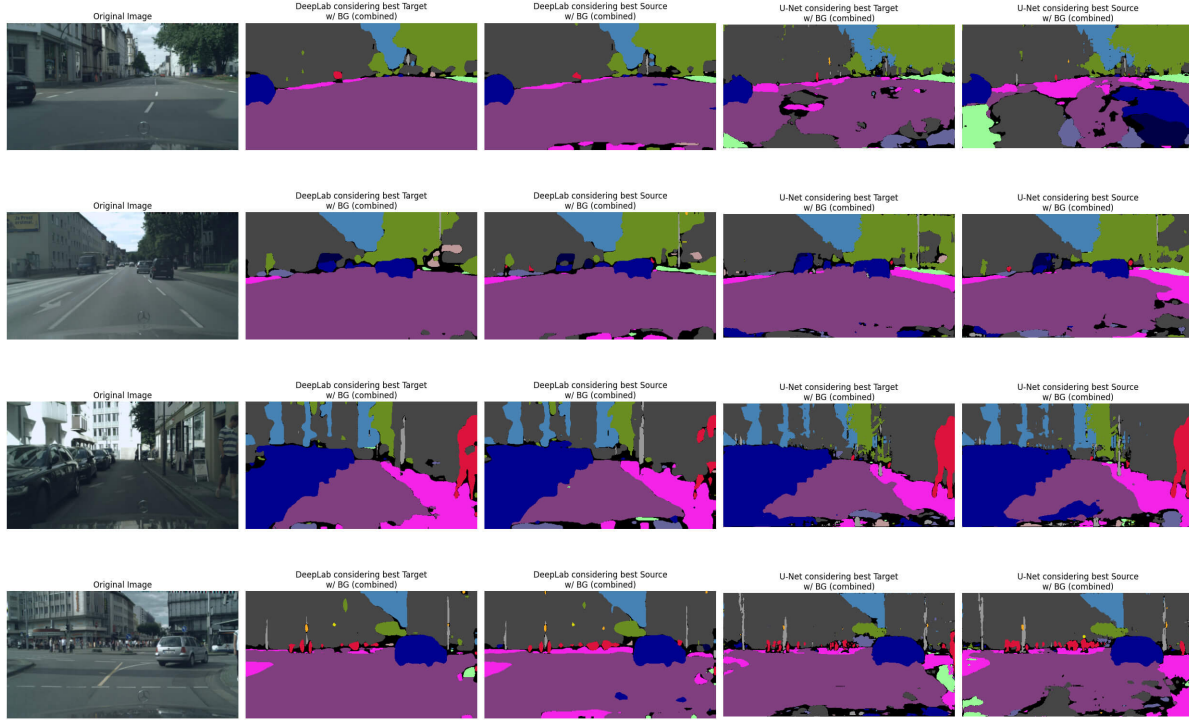 Original Image
DeepLab considering best Target
w/ BG (combined)
DeepLab considering best Source
w/ BG (combined)
U-Net considering best Target
w/ BG (combined)
U-Net considering best Source
w/ BG (combined)
Original Image
DeepLab considering best Target
w/ BG (combined)
DeepLab considering best Source
w/ BG (combined)
U-Net considering best Target
w/ BG (combined)
U-Net considering best Source
w/ BG (combined)
Original Image
DeepLab considering best Target
w/ BG (combined)
DeepLab considering best Source
w/ BG (combined)
U-Net considering best Target
w/ BG (combined)
U-Net considering best Source
w/ BG (combined)
Original Image
DeepLab considering best Target
w/ BG (combined)
DeepLab considering best Source
w/ BG (combined)
U-Net considering best Target
w/ BG (combined)
U-Net considering best Source
w/ BG (combined)